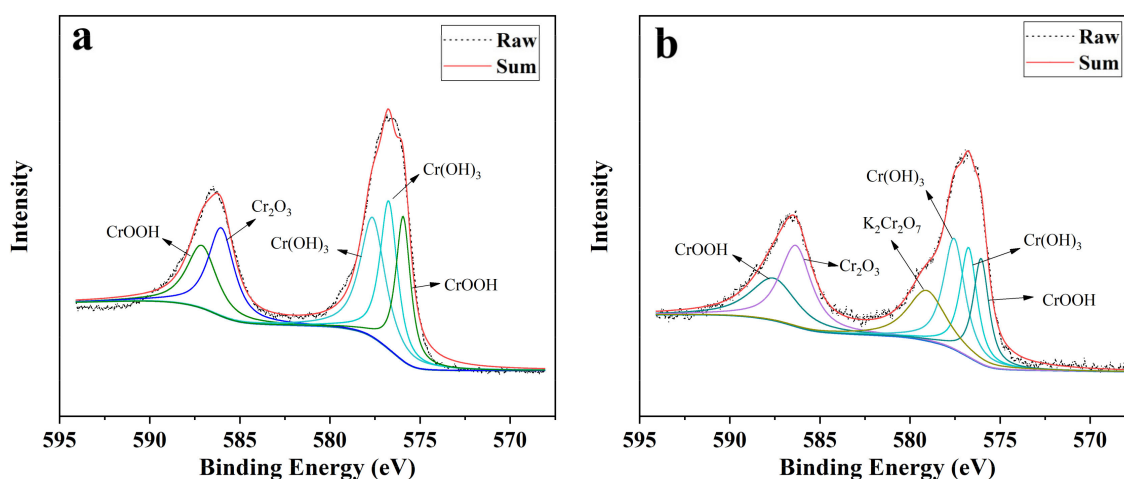 a
Raw
Sum
Cr(OH)₃
Cr₂O₃
CrOOH
Cr(OH)₃
CrOOH
Intensity
595
590
585
580
575
570
Binding Energy (eV)
b
Raw
Sum
Cr(OH)₃
K₂Cr₂O₇
Cr(OH)₃
CrOOH
Cr₂O₃
CrOOH
Intensity
595
590
585
580
575
570
Binding Energy (eV)